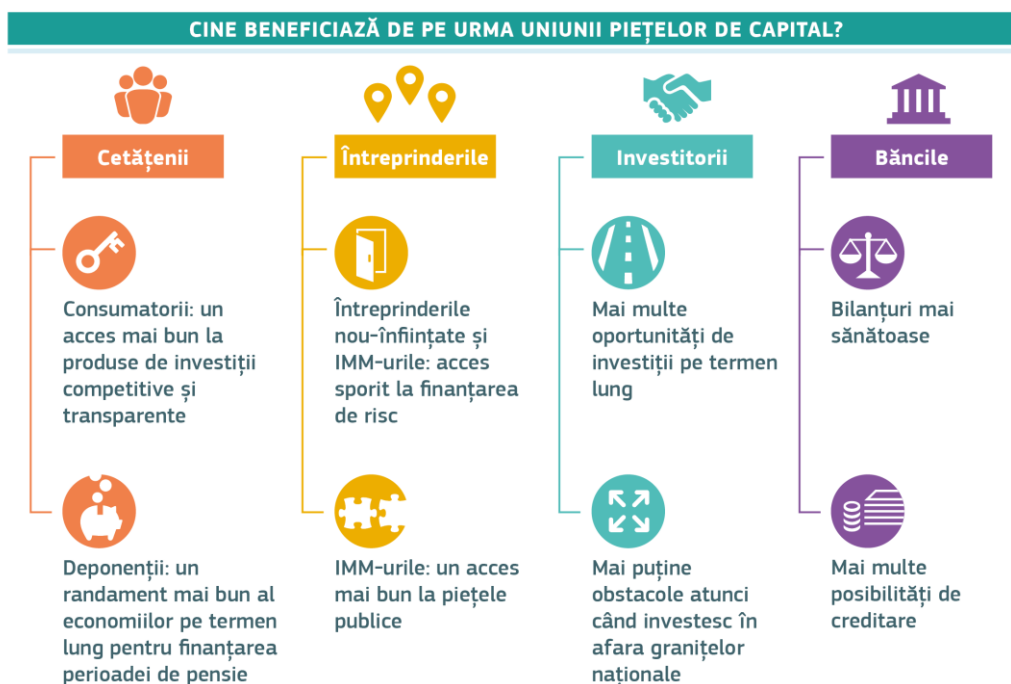 CINE BENEFICIAZĂ DE PE URMA UNIUNII PIEȚELOR DE CAPITAL?
Cetățenii
Consumatorii: un
acces mai bun la
produse de investiții
competitive și
transparente
Deponenții: un
randament mai bun al
economiilor pe termen
lung pentru finanțarea
perioadei de pensie
Întreprinderile
Întreprinderile
nou-înființate și
IMM-urile: acces
sporit la finanțarea
de risc
IMM-urile: un acces
mai bun la piețele
publice
Investitorii
Mai multe
oportunități de
investiții pe termen
lung
Mai puține
obstacole atunci
când investesc în
afara granițelor
naționale
Băncile
Bilanțuri mai
sănătoase
Mai multe
posibilități de
creditare